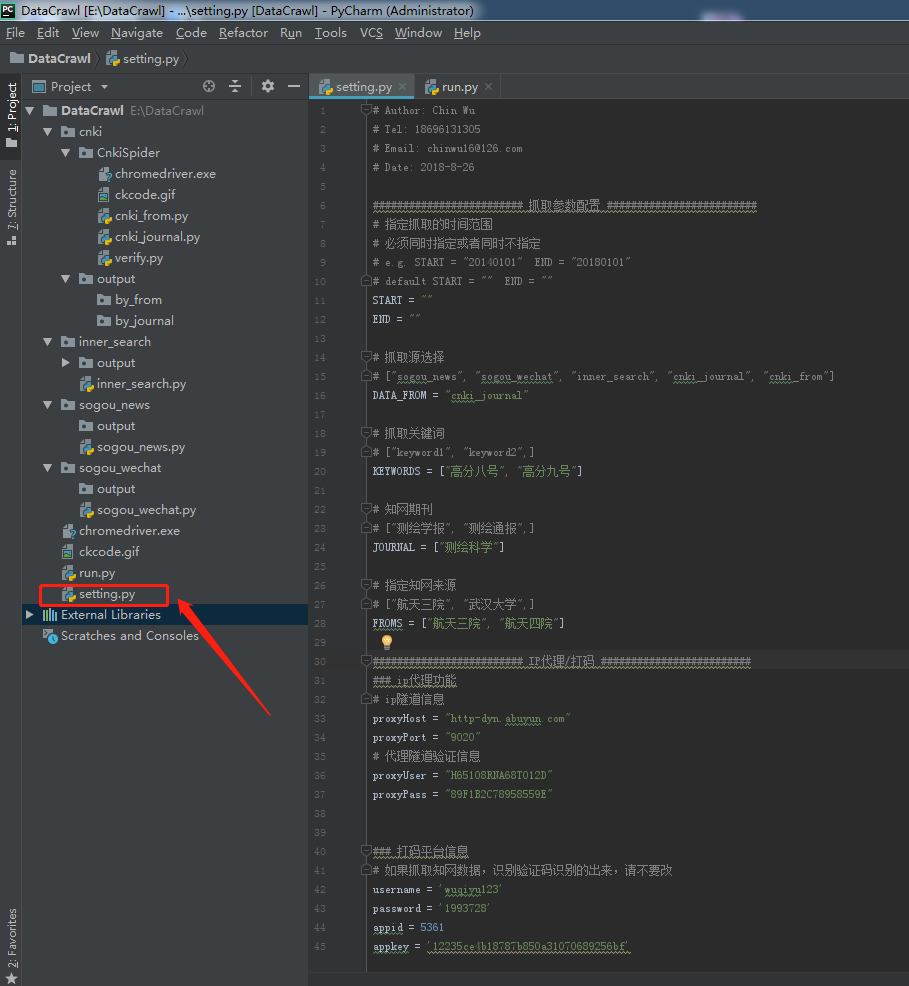 PC DataCrawl [E:\DataCrawl] - ...\setting.py [DataCrawl] - PyCharm (Administrator)
File Edit View Navigate Code Refactor Run Tools VCS Window Help
DataCrawl setting.py
Project
setting.py
run.py
1: Project
7: Structure
2: Favorites
DataCrawl E:\DataCrawl
cnki
CnkiSpider
chromedriver.exe
ckcode.gif
cnki_from.py
cnki_journal.py
verify.py
output
by_from
by_journal
inner_search
output
inner_search.py
sogou_news
output
sogou_news.py
sogou_wechat
output
sogou_wechat.py
chromedriver.exe
ckcode.gif
run.py
setting.py
External Libraries
Scratches and Consoles
1 # Author: Chin Wu
2 # Tel: 18696131305
3 # Email: chinwu16@126.com
4 # Date: 2018-8-26
5
6 ######################### 抓取参数配置 #########################
7 # 指定抓取的时间范围
8 # 必须同时指定或者同时不指定
9 # e.g. START = "20140101" END = "20180101"
10 # default START = "" END = ""
11 START = ""
12 END = ""
13
14 # 抓取源选择
15 # ["sogou_news", "sogou_wechat", "inner_search", "cnki_journal", "cnki_from"]
16 DATA_FROM = "cnki_journal"
17
18 # 抓取关键词
19 # ["keyword1", "keyword2",]
20 KEYWORDS = ["高分八号", "高分九号"]
21
22 # 知网期刊
23 # ["测绘学报", "测绘通报",]
24 JOURNAL = ["测绘科学"]
25
26 # 指定知网来源
27 # ["航天三院", "武汉大学",]
28 FROMS = ["航天三院", "航天四院"]
29
30 ######################### IP代理/打码 #########################
31 ### ip代理功能
32 # ip隧道信息
33 proxyHost = "http-dyn.abuyun.com"
34 proxyPort = "9020"
35 # 代理隧道验证信息
36 proxyUser = "H65108RNA68T012D"
37 proxyPass = "89F1B2C78958559E"
38
39
40 ### 打码平台信息
41 # 如果抓取知网数据，识别验证码识别的出来，请不要改
42 username = 'wuqiyu123'
43 password = '1993728'
44 appid = 5361
45 appkey = '12235ce4b18787b850a31070689256bf'